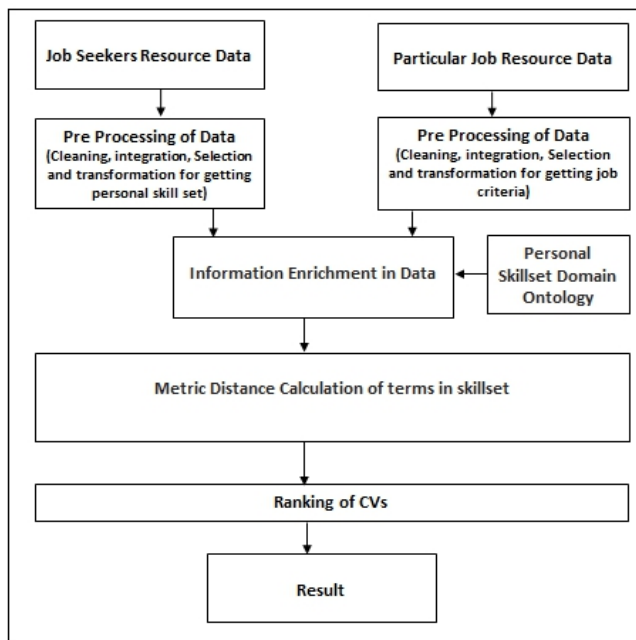 Job Seekers Resource Data
Particular Job Resource Data
Pre Processing of Data
(Cleaning, integration, Selection
and transformation for getting
personal skill set)
Pre Processing of Data
(Cleaning, integration, Selection
and transformation for getting job
criteria)
Information Enrichment in Data
Personal
Skillset Domain
Ontology
Metric Distance Calculation of terms in skillset
Ranking of CVs
Result